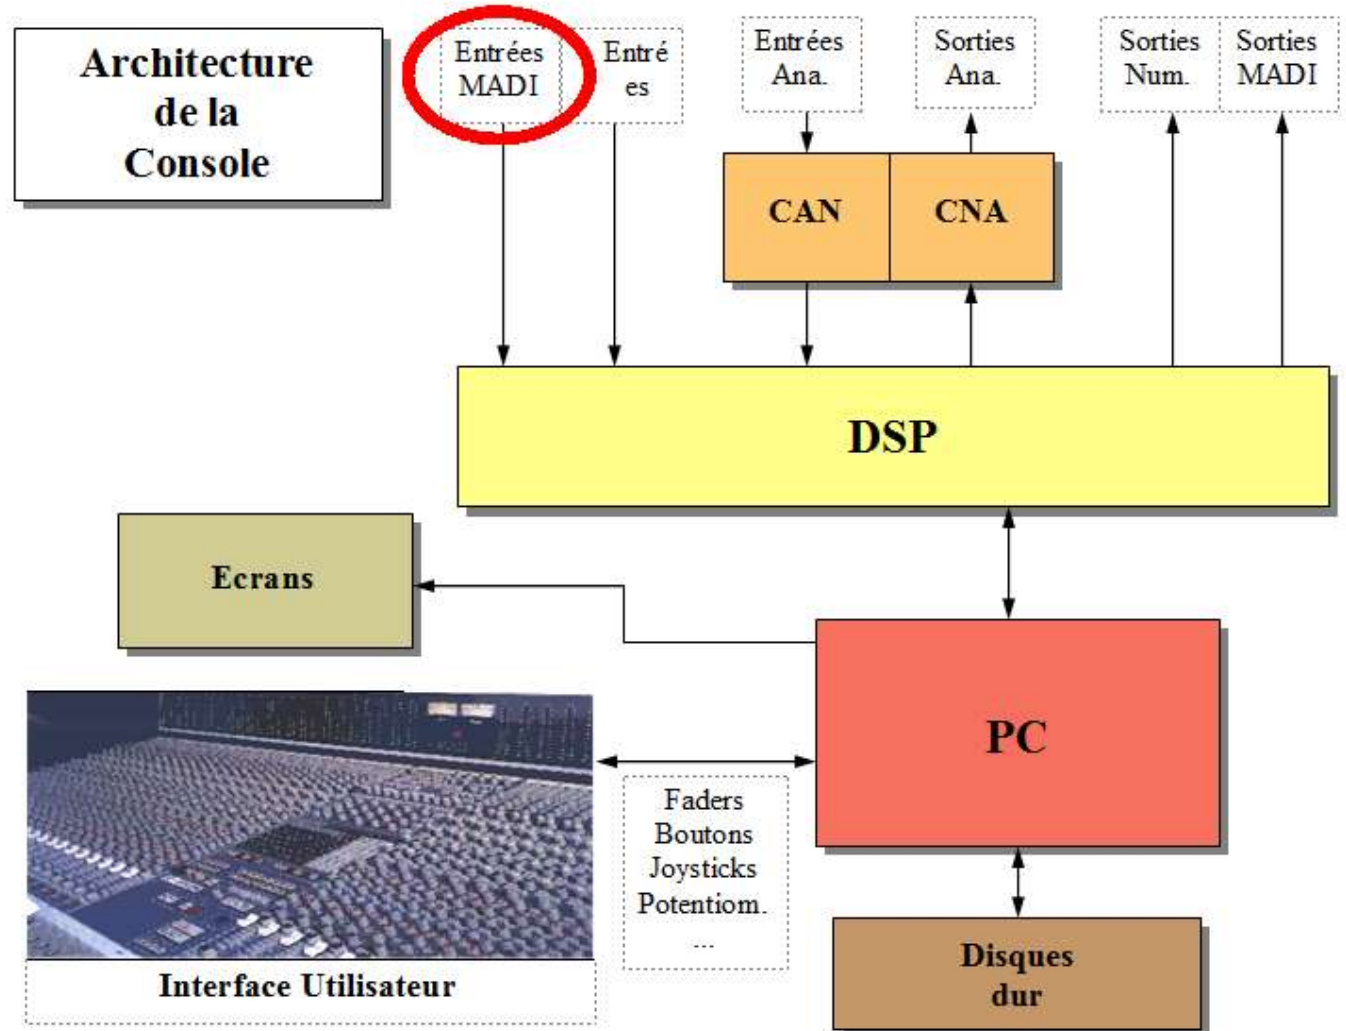 Architecture
de la
Console
Entrées
MADI
Entré
es
Entrées
Ana.
Sorties
Ana.
Sorties
Num.
Sorties
MADI
CAN
CNA
DSP
Ecrans
PC
Faders
Boutons
Joysticks
Potentiom.
...
Interface Utilisateur
Disques
dur